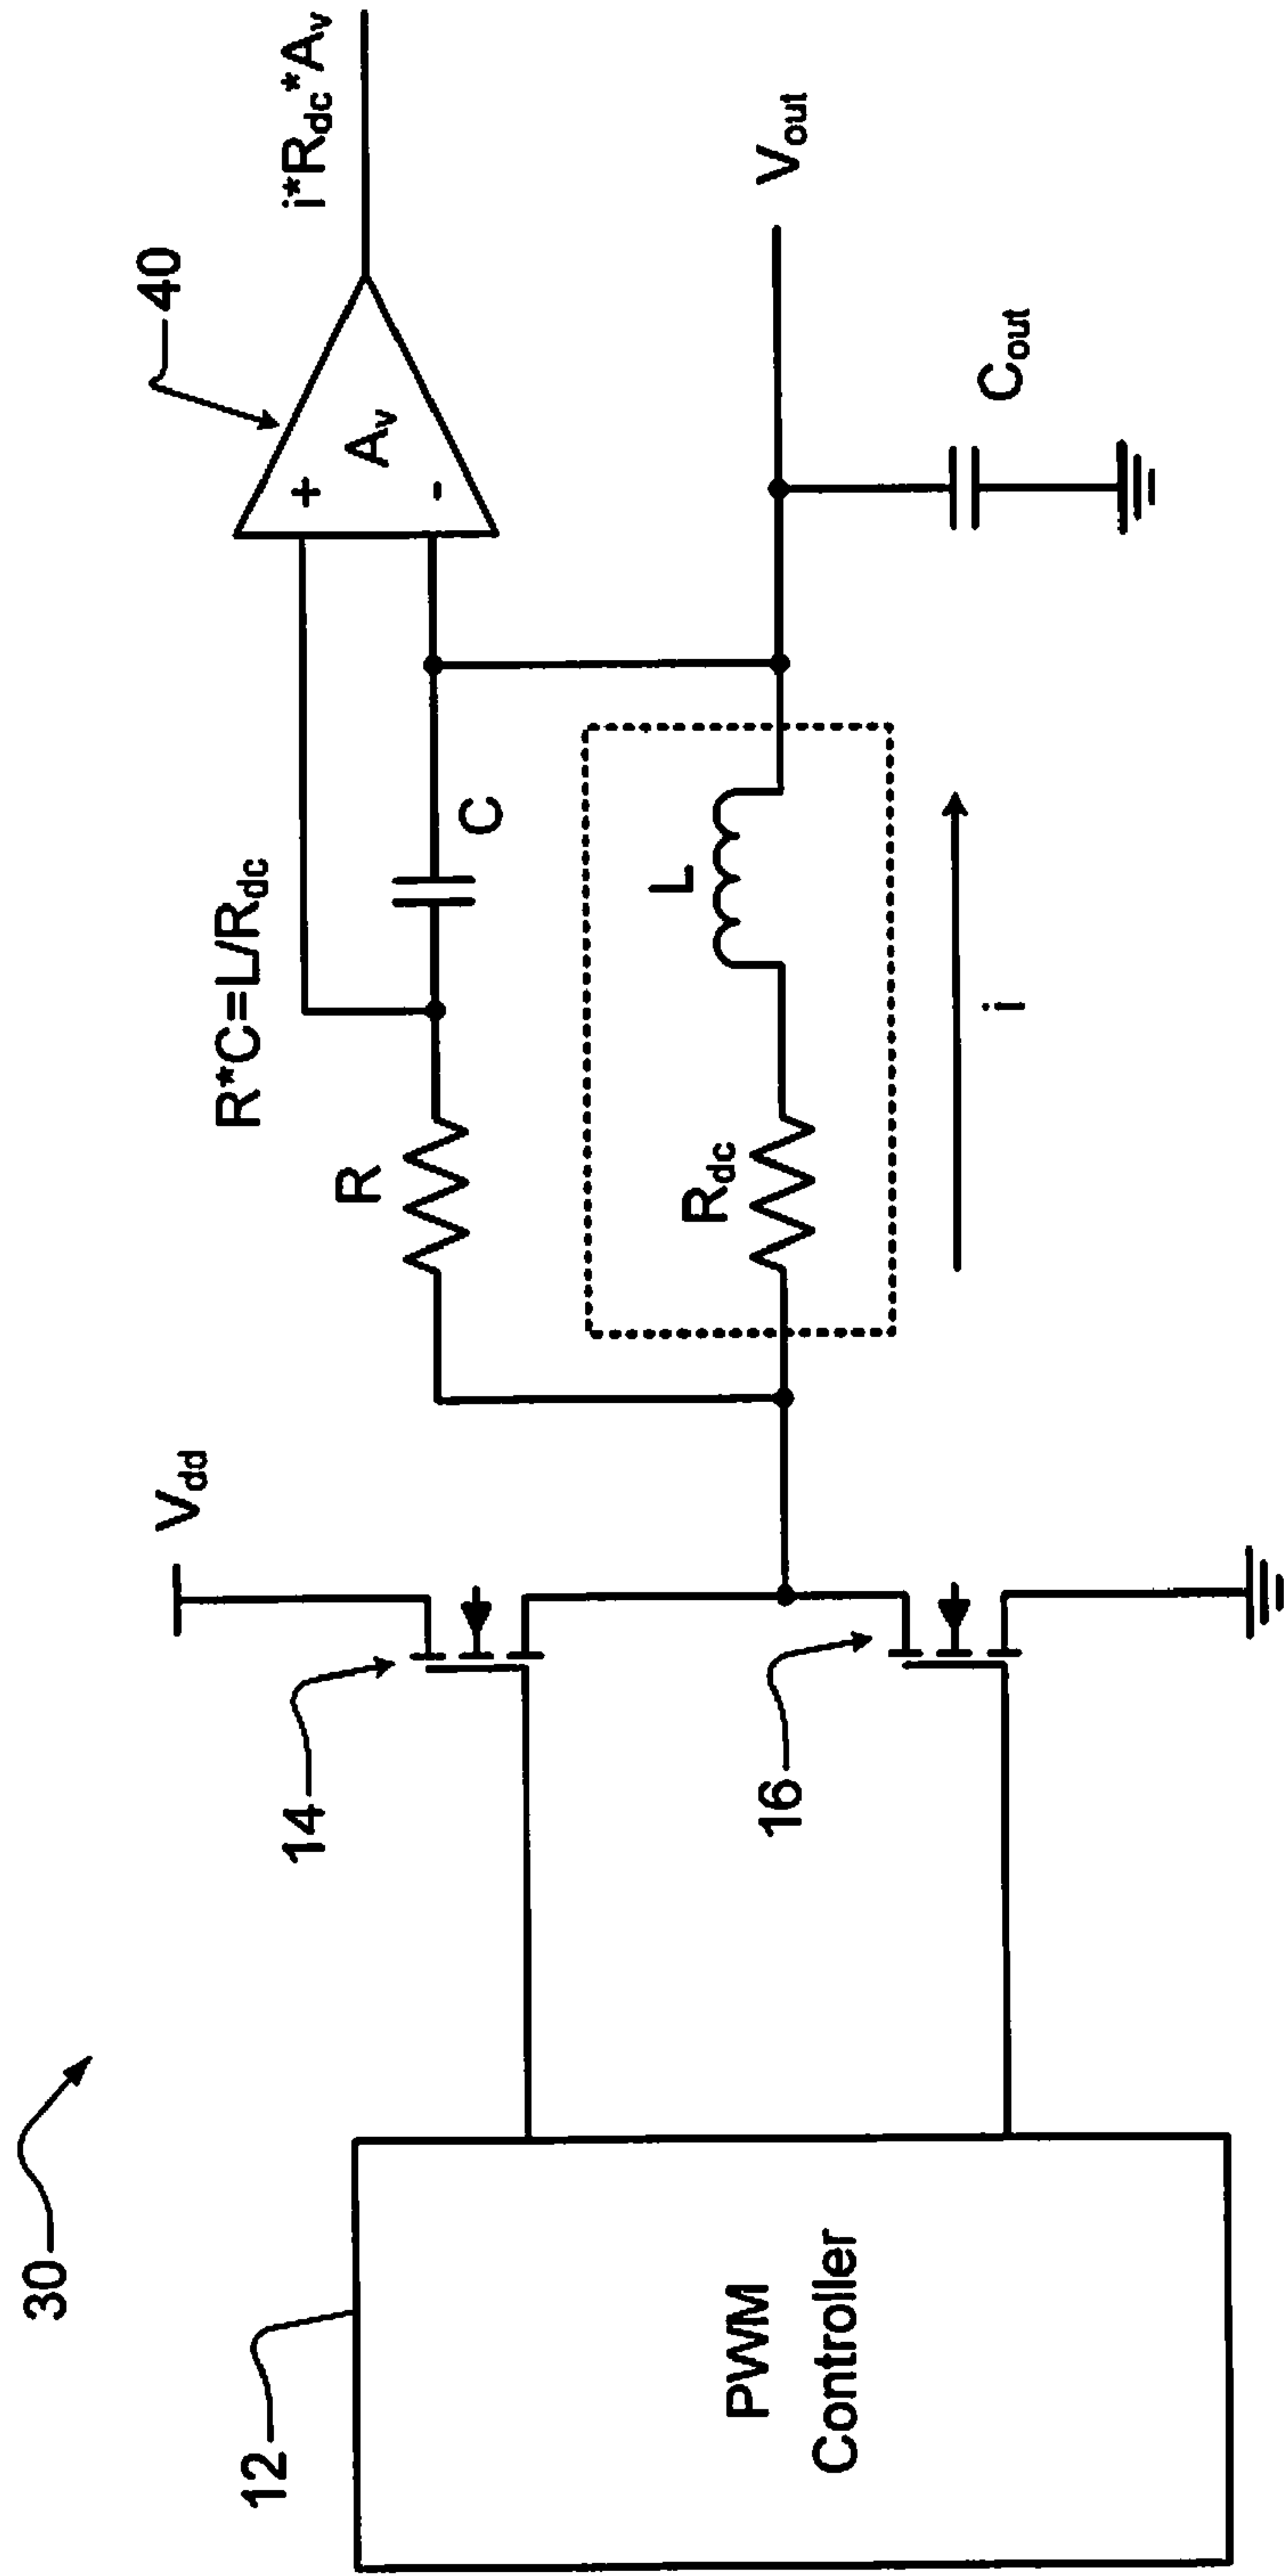 30
12
PWM
Controller
14
16
Vdd
R*C=L/Rdc
R
C
Rdc
L
i
40
+
Av
-
i*Rdc*Av
Vout
Cout